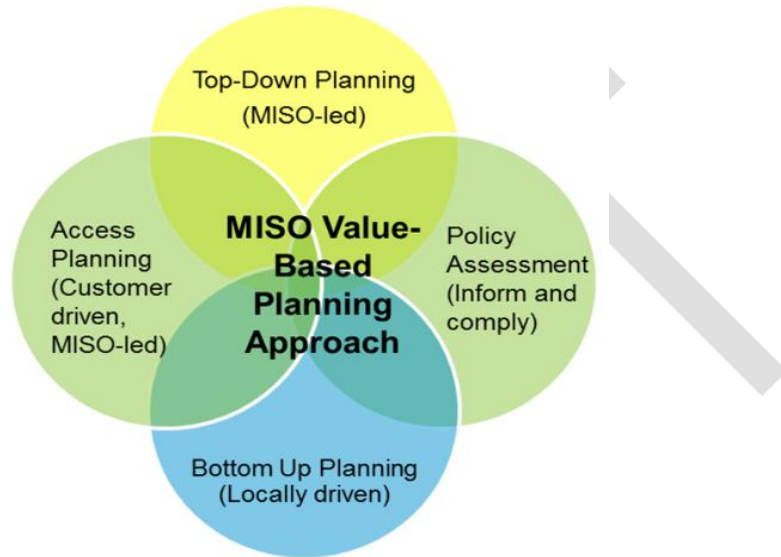 Top-Down Planning
(MISO-led)
Access
Planning
(Customer
driven,
MISO-led)
MISO Value-
Based
Planning
Approach
Policy
Assessment
(Inform and
comply)
Bottom Up Planning
(Locally driven)